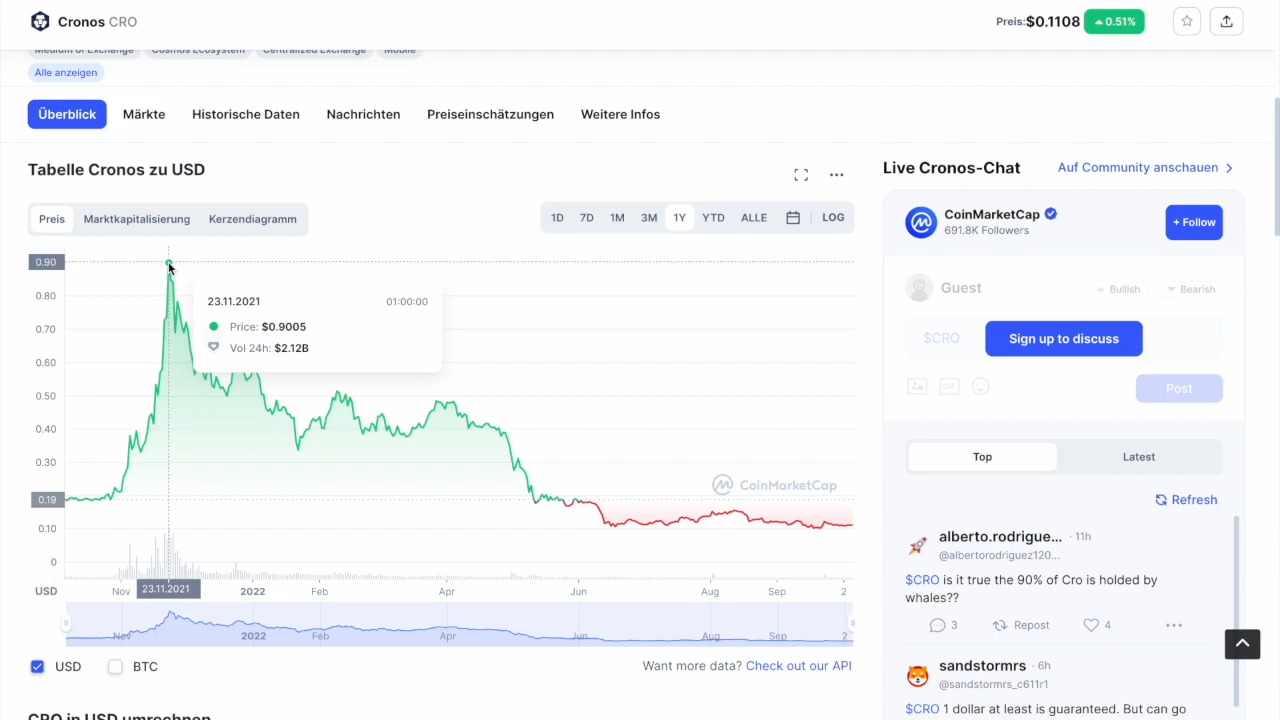 Cronos CRO
Preis: $0.1108 0.51%
Medium of Exchange Cosmos Ecosystem Centralized Exchange Mobile
Alle anzeigen
Überblick Märkte Historische Daten Nachrichten Preiseinschätzungen Weitere Infos
Tabelle Cronos zu USD
Preis Marktkapitalisierung Kerzendiagramm
1D 7D 1M 3M 1Y YTD ALLE LOG
0.90
0.80
0.70
0.60
0.50
0.40
0.30
0.19
0.10
0
23.11.2021 01:00:00
Price: $0.9005
Vol 24h: $2.12B
CoinMarketCap
USD Nov 23.11.2021 2022 Feb Apr Jun Aug Sep 2
Nov 2022 Feb Apr Jun Aug Sep 2
USD BTC
Want more data? Check out our API
CRO in USD umrechnen
Live Cronos-Chat Auf Community anschauen
CoinMarketCap
691.8K Followers
+ Follow
Guest Bullish Bearish
$CRO
Sign up to discuss
GIF
Post
Top Latest
Refresh
alberto.rodrigue... · 11h
@albertorodriguez120...
$CRO is it true the 90% of Cro is holded by
whales??
3 Repost 4
sandstormrs · 6h
@sandstormrs_c611r1
$CRO 1 dollar at least is guaranteed. But can go